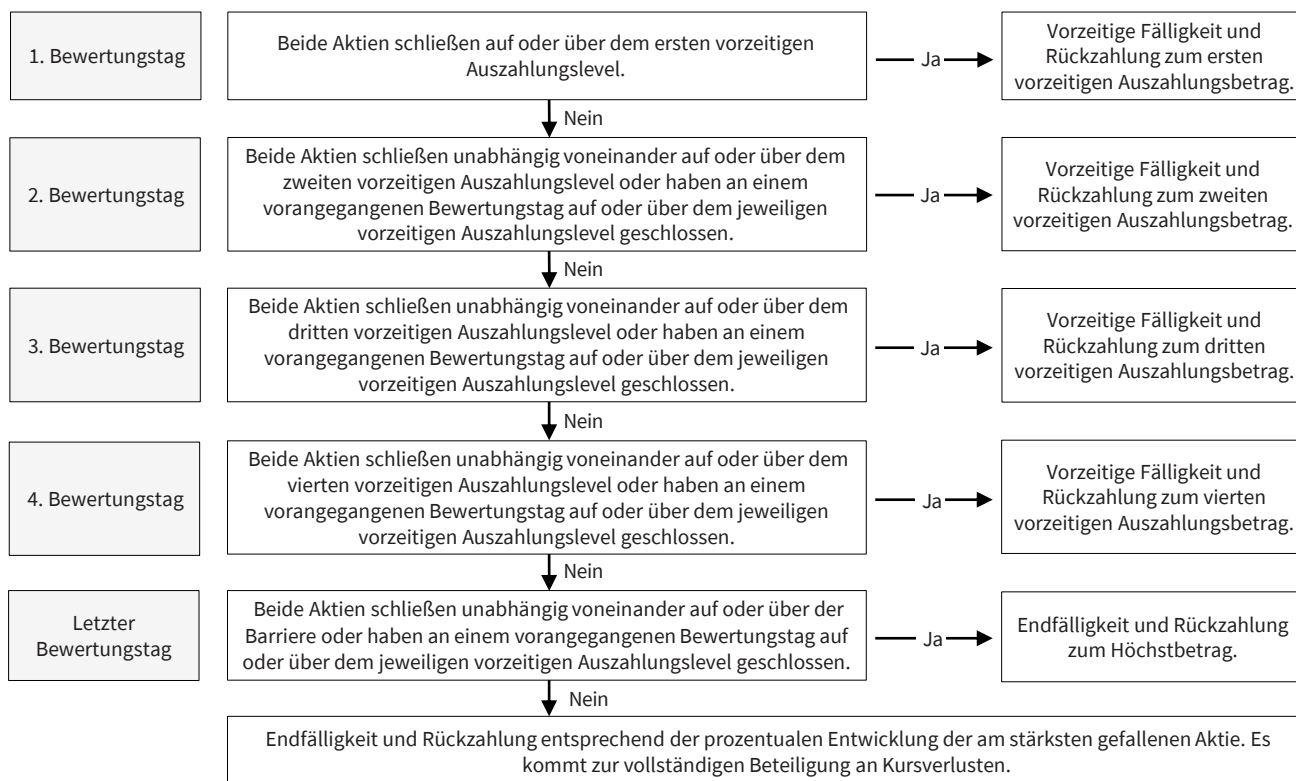 1. Bewertungstag
Beide Aktien schließen auf oder über dem ersten vorzeitigen
Auszahlungslevel.
Ja
Vorzeitige Fälligkeit und
Rückzahlung zum ersten
vorzeitigen Auszahlungsbetrag.
Nein
2. Bewertungstag
Beide Aktien schließen unabhängig voneinander auf oder über dem
zweiten vorzeitigen Auszahlungslevel oder haben an einem
vorangegangenen Bewertungstag auf oder über dem jeweiligen
vorzeitigen Auszahlungslevel geschlossen.
Ja
Vorzeitige Fälligkeit und
Rückzahlung zum zweiten
vorzeitigen Auszahlungsbetrag.
Nein
3. Bewertungstag
Beide Aktien schließen unabhängig voneinander auf oder über dem
dritten vorzeitigen Auszahlungslevel oder haben an einem
vorangegangenen Bewertungstag auf oder über dem jeweiligen
vorzeitigen Auszahlungslevel geschlossen.
Ja
Vorzeitige Fälligkeit und
Rückzahlung zum dritten
vorzeitigen Auszahlungsbetrag.
Nein
4. Bewertungstag
Beide Aktien schließen unabhängig voneinander auf oder über dem
vierten vorzeitigen Auszahlungslevel oder haben an einem
vorangegangenen Bewertungstag auf oder über dem jeweiligen
vorzeitigen Auszahlungslevel geschlossen.
Ja
Vorzeitige Fälligkeit und
Rückzahlung zum vierten
vorzeitigen Auszahlungsbetrag.
Nein
Letzter
Bewertungstag
Beide Aktien schließen unabhängig voneinander auf oder über der
Barriere oder haben an einem vorangegangenen Bewertungstag auf
oder über dem jeweiligen vorzeitigen Auszahlungslevel geschlossen.
Ja
Endfälligkeit und Rückzahlung
zum Höchstbetrag.
Nein
Endfälligkeit und Rückzahlung entsprechend der prozentualen Entwicklung der am stärksten gefallenen Aktie. Es
kommt zur vollständigen Beteiligung an Kursverlusten.